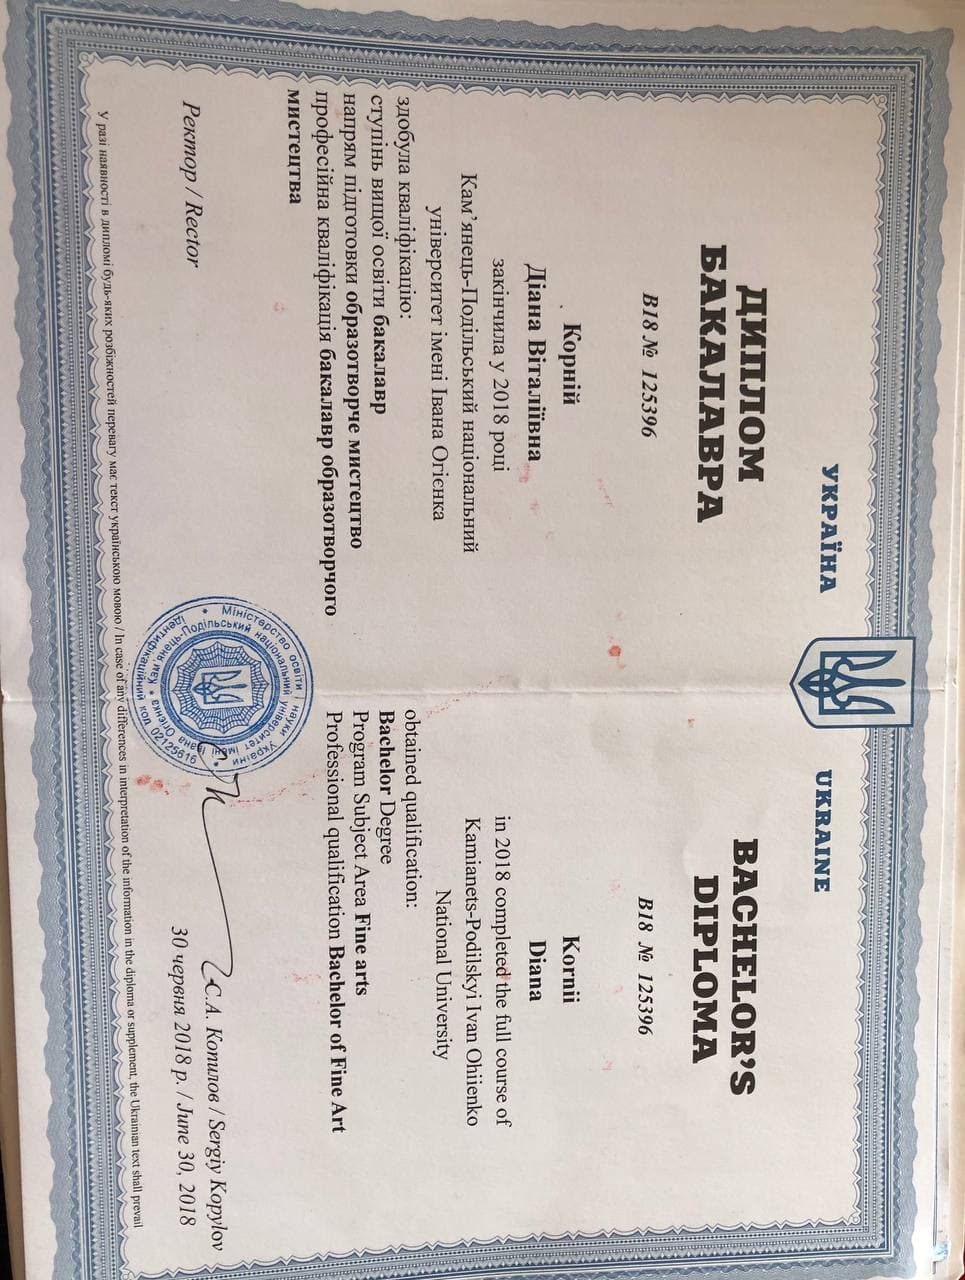 УКРАЇНА
ДИПЛОМ
БАКАЛАВРА
В18 № 125396
Корній
Діана Віталіївна
закінчила у 2018 році
Кам’янець-Подільський національний
університет імені Івана Огієнка
здобула кваліфікацію:
ступінь вищої освіти бакалавр
напрям підготовки образотворче мистецтво
професійна кваліфікація бакалавр образотворчого
мистецтва
Ректор / Rector
UKRAINE
BACHELOR’S
DIPLOMA
B18 № 125396
Kornii
Diana
in 2018 completed the full course of
Kamianets-Podilskyi Ivan Ohiienko
National University
obtained qualification:
Bachelor Degree
Program Subject Area Fine arts
Professional qualification Bachelor of Fine Art
С.А. Копилов / Sergiy Kopylov
30 червня 2018 р. / June 30, 2018
Міністерство освіти і науки України
Кам’янець-Подільський національний університет імені Івана Огієнка
Ідентифікаційний код 02125616
У разі наявності в дипломі будь-яких розбіжностей перевагу має текст українською мовою / In case of any differences in interpretation of the information in the diploma or supplement, the Ukrainian text shall prevail